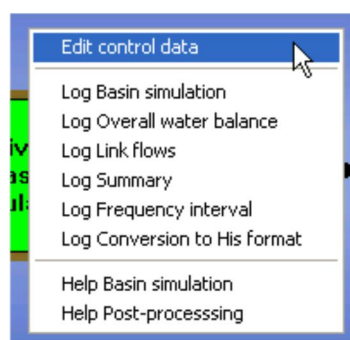 Edit control data
Log Basin simulation
Log Overall water balance
Log Link flows
Log Summary
Log Frequency interval
Log Conversion to His format
Help Basin simulation
Help Post-processsing